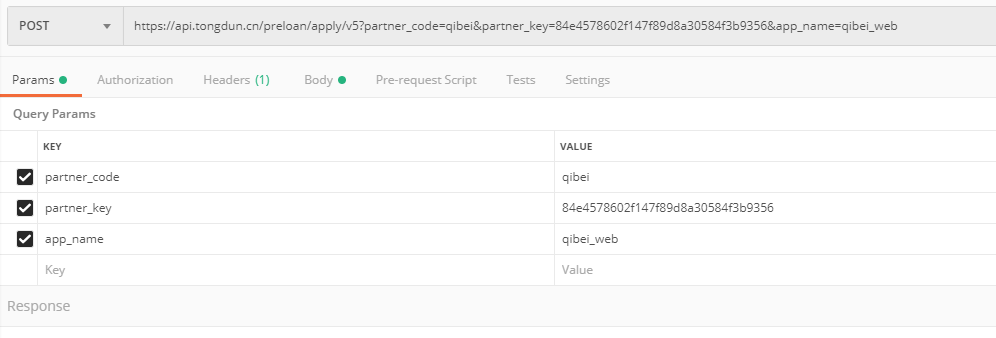 POST https://api.tongdun.cn/preloan/apply/v5?partner_code=qibei&partner_key=84e4578602f147f89d8a30584f3b9356&app_name=qibei_web
Params Authorization Headers (1) Body Pre-request Script Tests Settings
Query Params
KEY VALUE
partner_code qibei
partner_key 84e4578602f147f89d8a30584f3b9356
app_name qibei_web
Key Value
Response